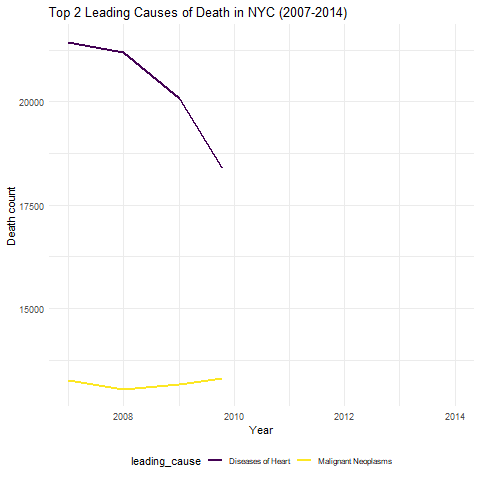 Top 2 Leading Causes of Death in NYC (2007-2014)
20000
17500
15000
Death count
2008 2010 2012 2014
Year
leading_cause Diseases of Heart Malignant Neoplasms